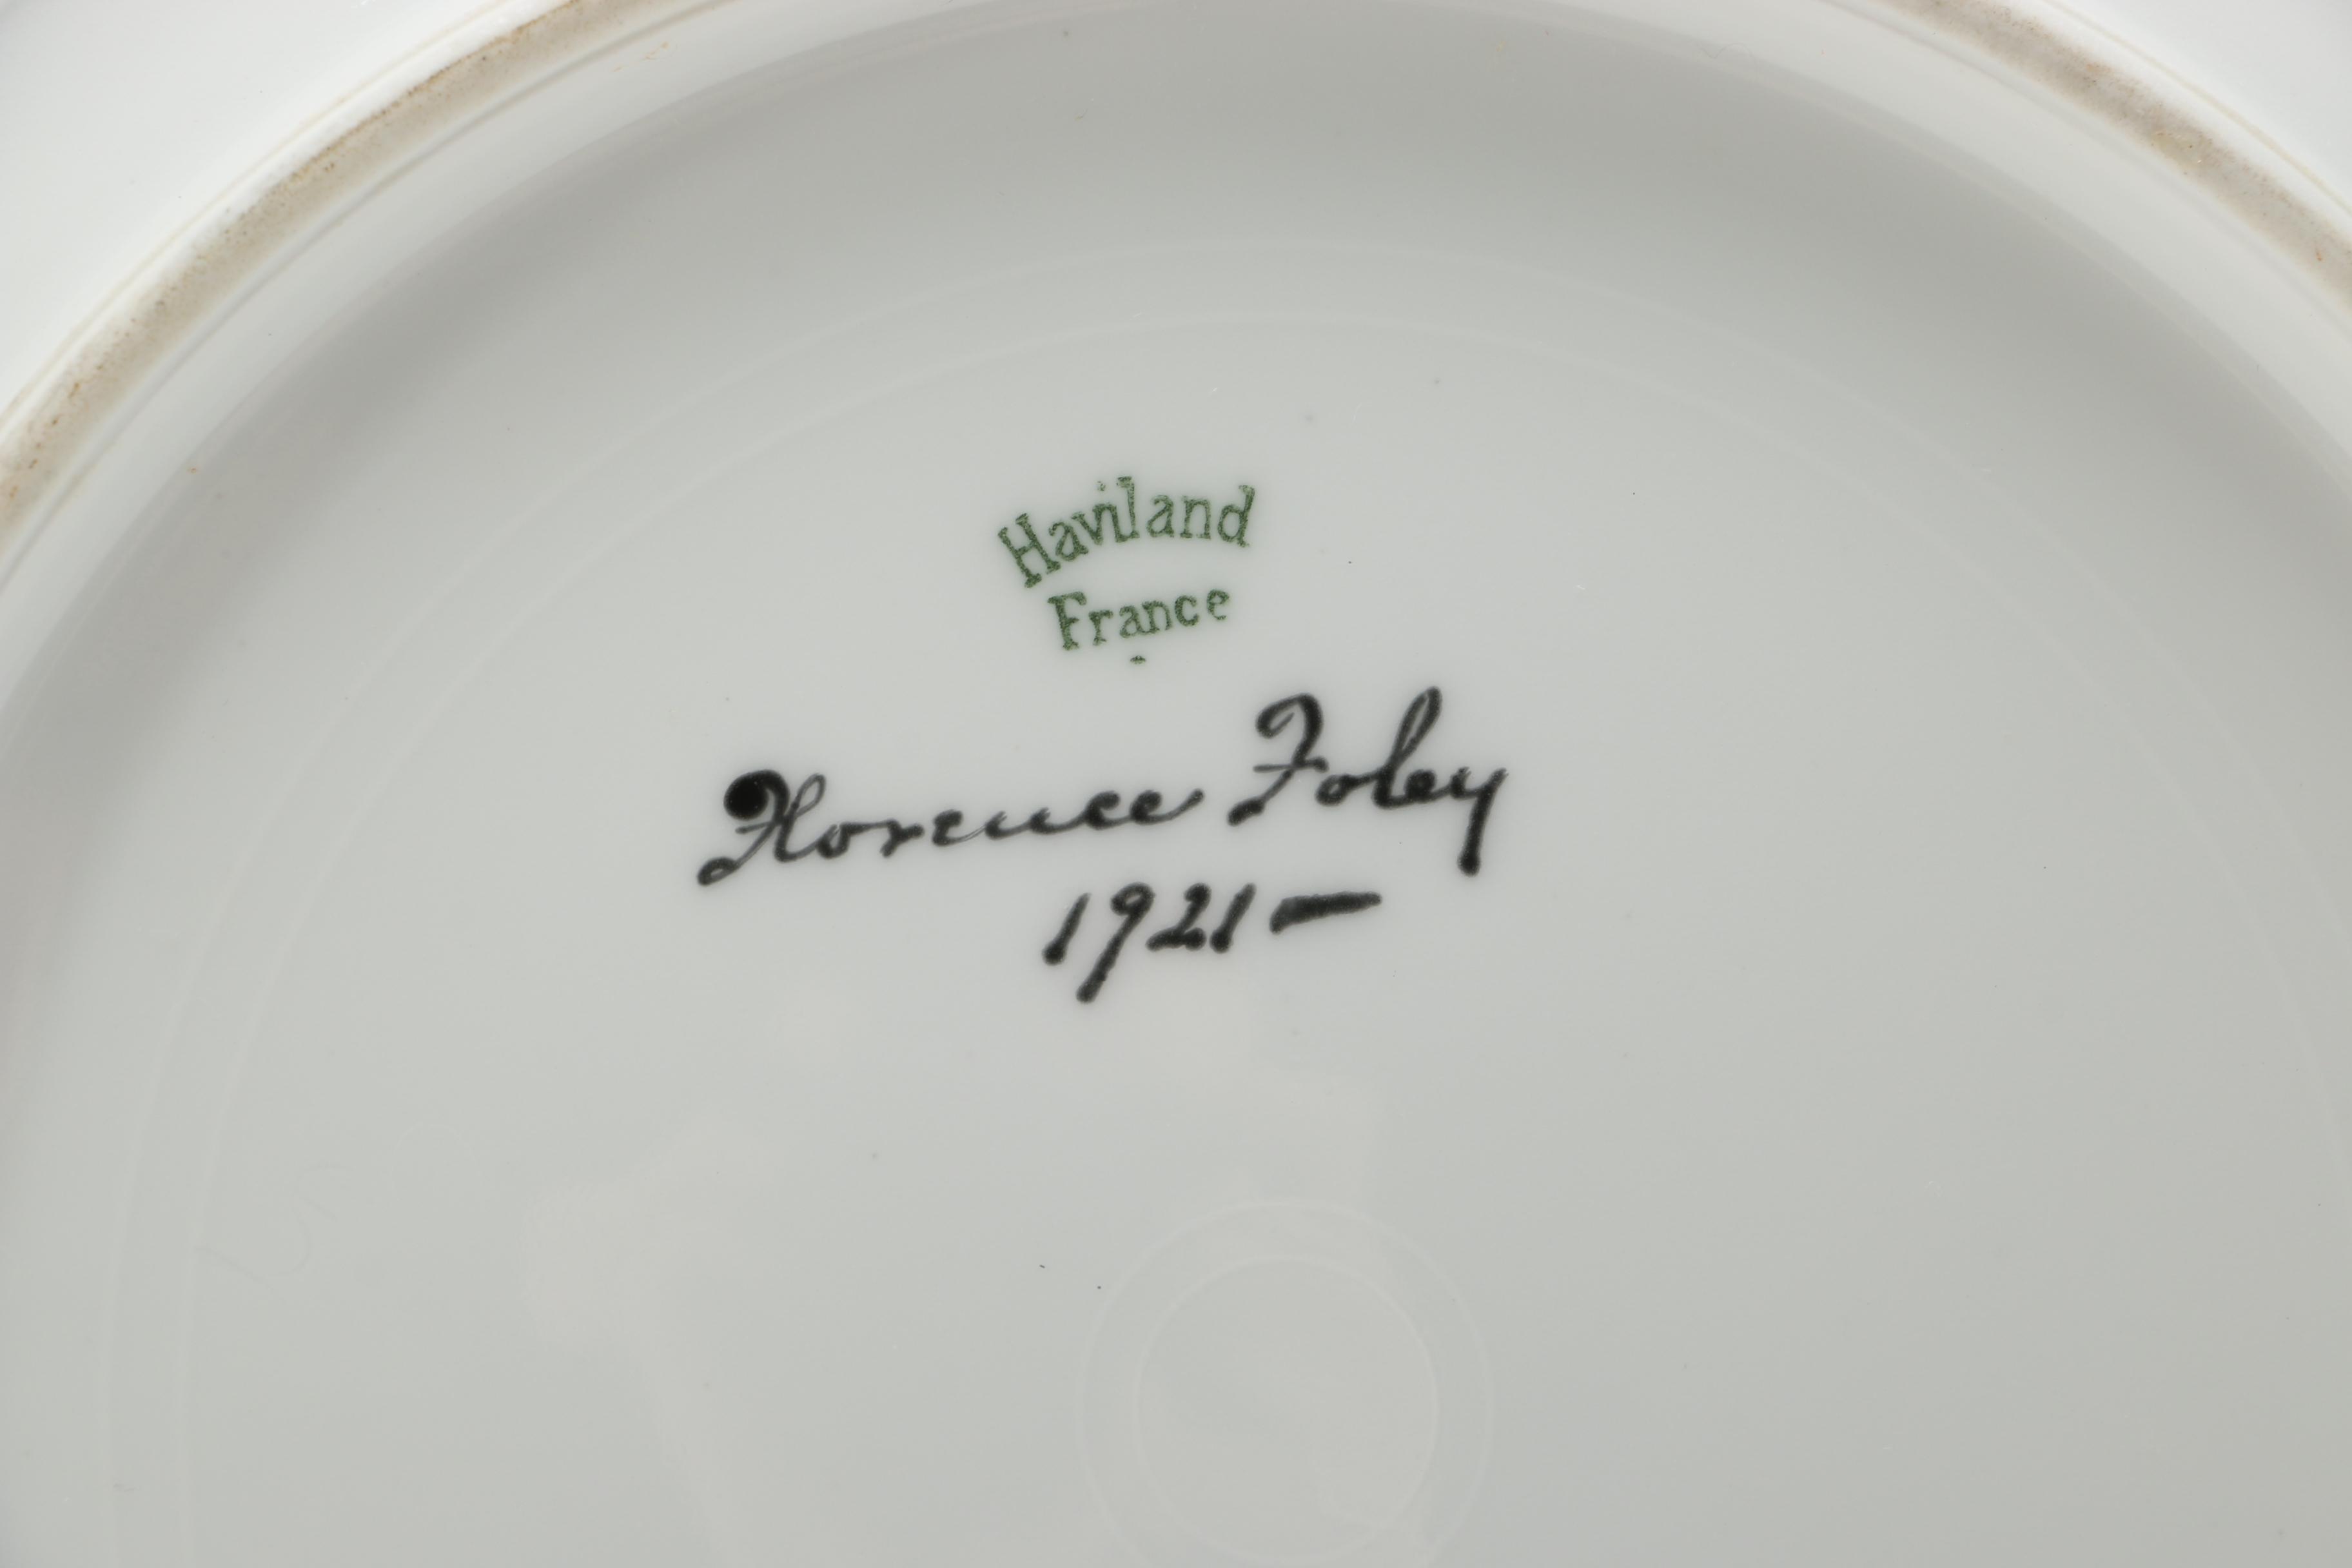 Haviland
France
Florence Foley
1921 —